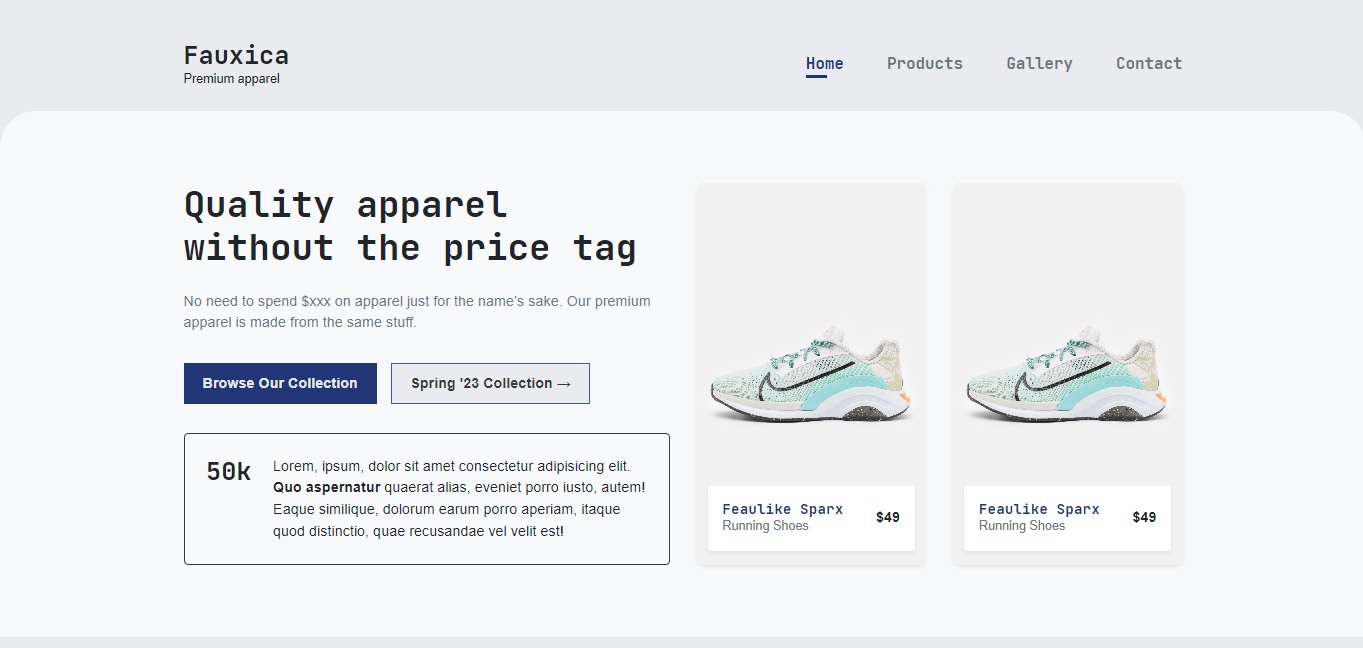 Fauxica
Premium apparel
Home Products Gallery Contact
Quality apparel
without the price tag
No need to spend $xxx on apparel just for the name’s sake. Our premium
apparel is made from the same stuff.
Browse Our Collection
Spring '23 Collection →
50k
Lorem, ipsum, dolor sit amet consectetur adipisicing elit.
Quo aspernatur quaerat alias, eveniet porro iusto, autem!
Eaque similique, dolorum earum porro aperiam, itaque
quod distinctio, quae recusandae vel velit est!
Feaulike Sparx
Running Shoes
$49
Feaulike Sparx
Running Shoes
$49